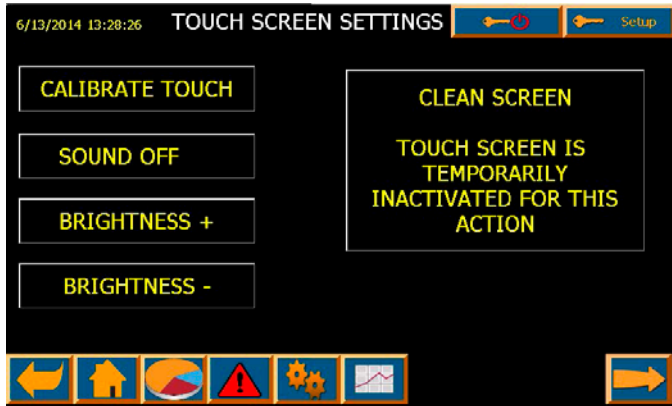 6/13/2014 13:28:26
TOUCH SCREEN SETTINGS
Setup
CALIBRATE TOUCH
SOUND OFF
BRIGHTNESS +
BRIGHTNESS -
CLEAN SCREEN
TOUCH SCREEN IS
TEMPORARILY
INACTIVATED FOR THIS
ACTION